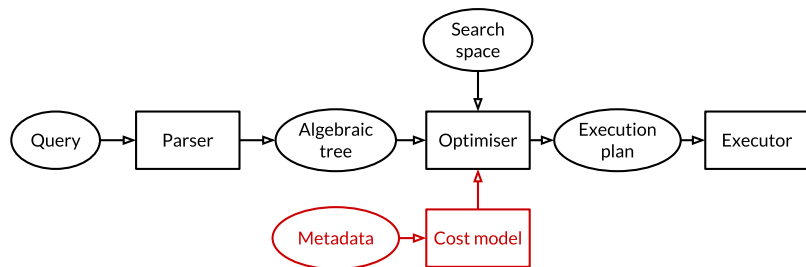 Search
space
Query
Parser
Algebraic
tree
Optimiser
Execution
plan
Executor
Metadata
Cost model